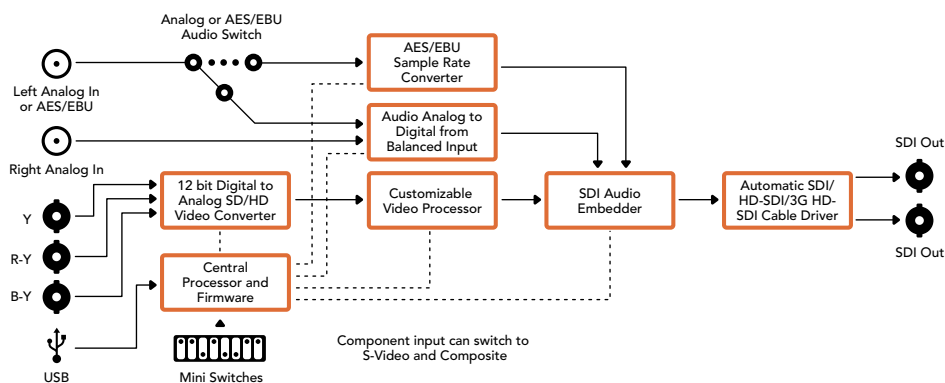 Analog or AES/EBU
Audio Switch
AES/EBU
Sample Rate
Converter
Left Analog In
or AES/EBU
Audio Analog to
Digital from
Balanced Input
Right Analog In
SDI Out
12 bit Digital to
Analog SD/HD
Video Converter
Customizable
Video Processor
SDI Audio
Embedder
Automatic SDI/
HD-SDI/3G HD-
SDI Cable Driver
Y
R-Y
SDI Out
Central
Processor and
Firmware
B-Y
Component input can switch to
S-Video and Composite
USB
Mini Switches